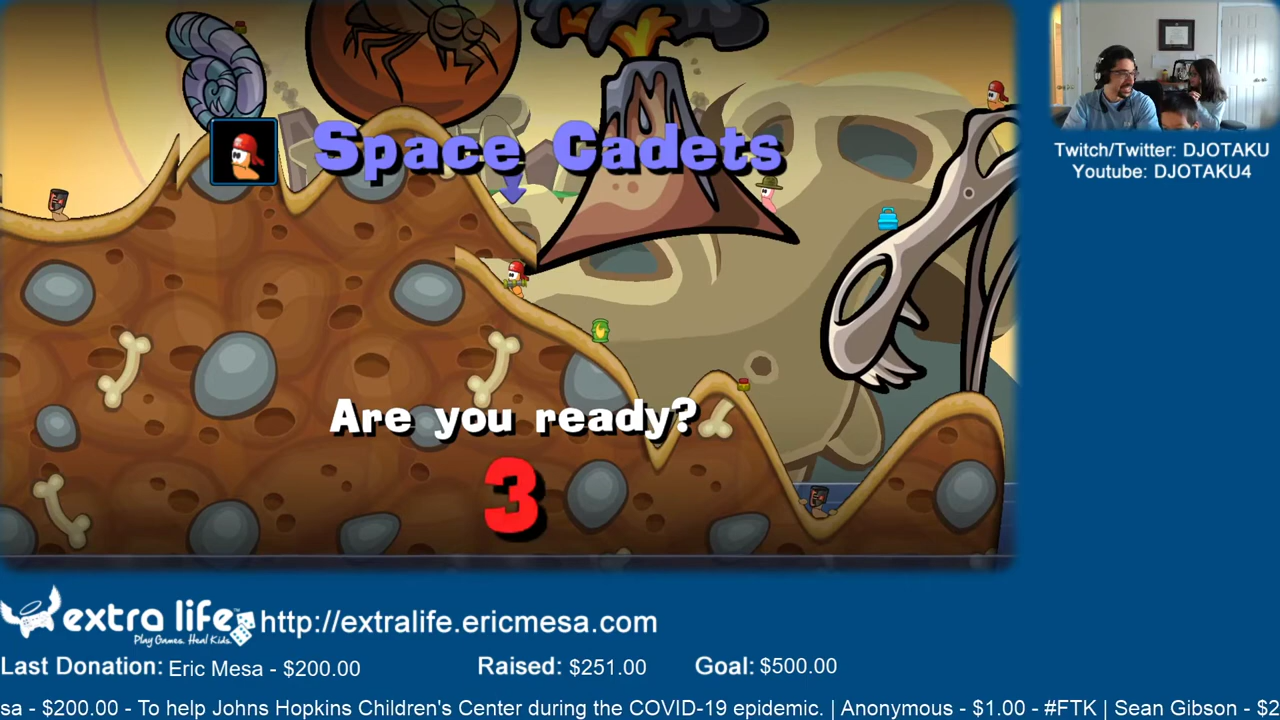 Space Cadets
Are you ready?
3
Twitch/Twitter: DJOTAKU
Youtube: DJOTAKU4
extra life
Play Games. Heal Kids.
http://extralife.ericmesa.com
Last Donation: Eric Mesa - $200.00
Raised: $251.00
Goal: $500.00
sa - $200.00 - To help Johns Hopkins Children's Center during the COVID-19 epidemic. | Anonymous - $1.00 - #FTK | Sean Gibson - $2